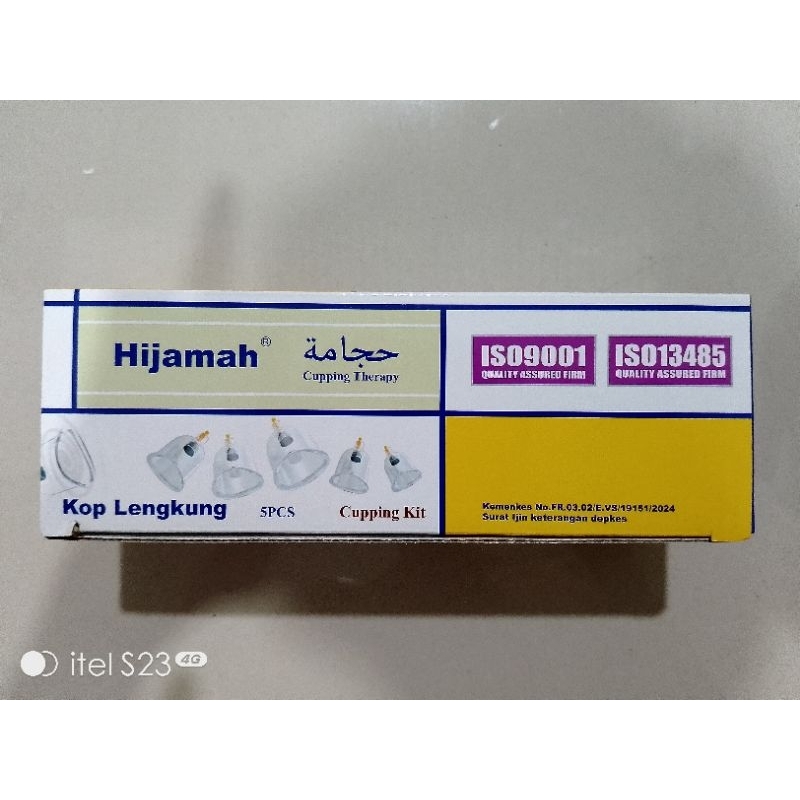 Hijamah®
حجامة
Cupping Therapy
ISO9001
QUALITY ASSURED FIRM
ISO13485
QUALITY ASSURED FIRM
Kop Lengkung
5PCS
Cupping Kit
Kemenkes No.FR.03.02/E.VS/19151/2024
Surat Ijin keterangan depkes
itel S23 4G